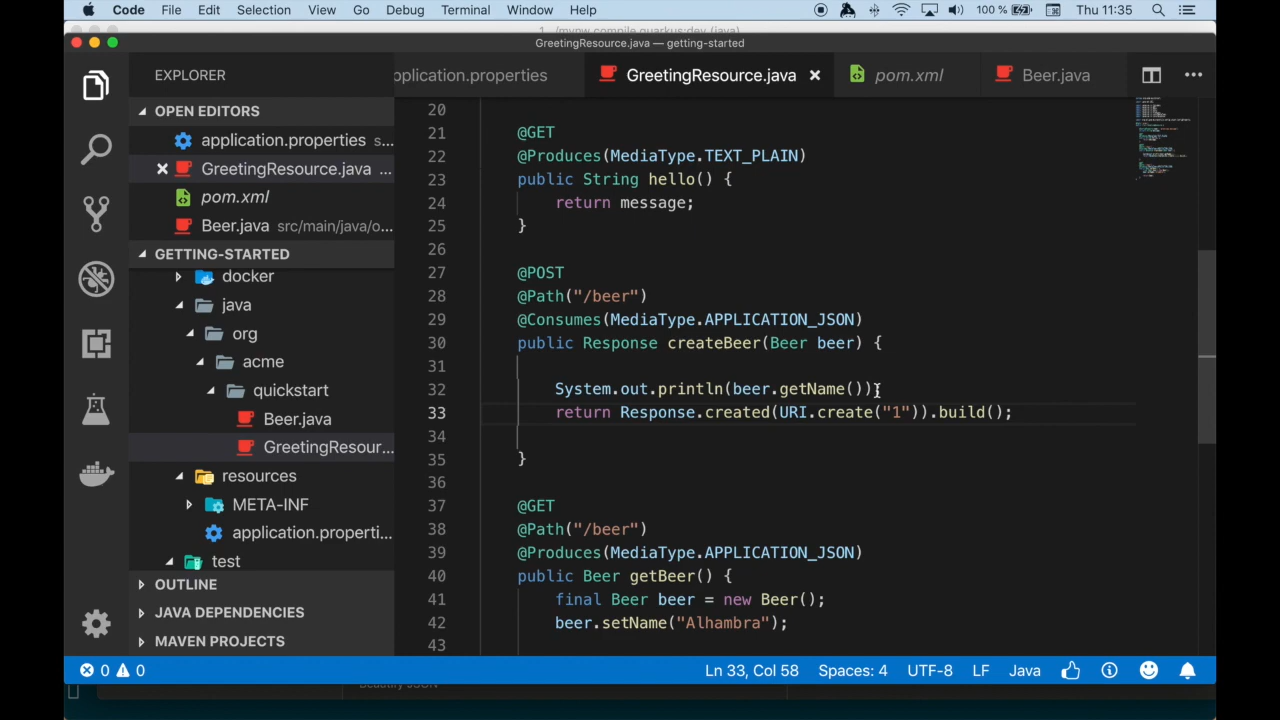 Code File Edit Selection View Go Debug Terminal Window Help 100 % Thu 11:35
GreetingResource.java — getting-started
EXPLORER
pplication.properties GreetingResource.java pom.xml Beer.java
OPEN EDITORS
application.properties s...
GreetingResource.java ...
pom.xml
Beer.java src/main/java/o...
GETTING-STARTED
docker
java
org
acme
quickstart
Beer.java
GreetingResour...
resources
META-INF
application.properti...
test
OUTLINE
JAVA DEPENDENCIES
MAVEN PROJECTS
20
21 @GET
22 @Produces(MediaType.TEXT_PLAIN)
23 public String hello() {
24 return message;
25 }
26
27 @POST
28 @Path("/beer")
29 @Consumes(MediaType.APPLICATION_JSON)
30 public Response createBeer(Beer beer) {
31
32 System.out.println(beer.getName());
33 return Response.created(URI.create("1")).build();
34
35 }
36
37 @GET
38 @Path("/beer")
39 @Produces(MediaType.APPLICATION_JSON)
40 public Beer getBeer() {
41 final Beer beer = new Beer();
42 beer.setName("Alhambra");
43
0 0 Ln 33, Col 58 Spaces: 4 UTF-8 LF Java